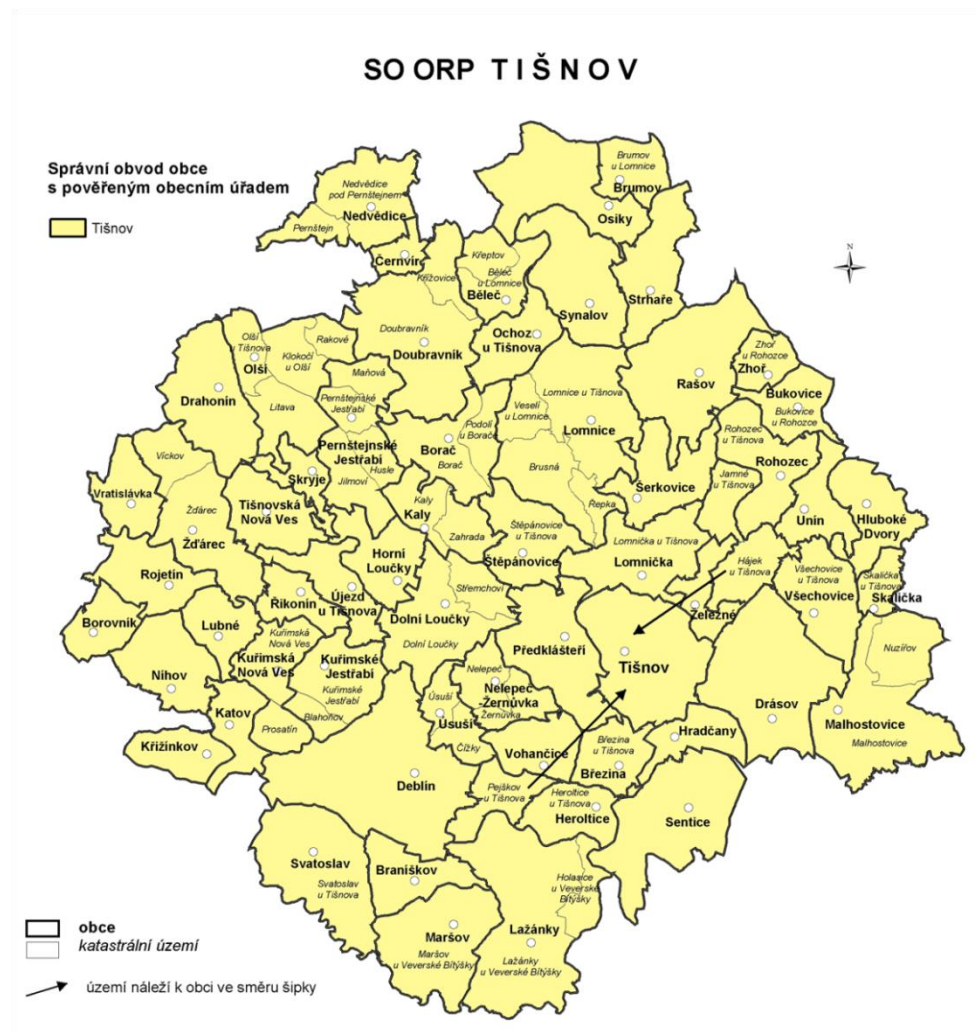 SO ORP TIŠNOV
Správní obvod obce
s pověřeným obecním úřadem
Tišnov
N
Brumov
u Lomnice
Brumov
Osiky
Nedvědice
pod Pernštejnem
Nedvědice
Pernštejn
Černvír
Křížovice
Křeptov
Běleč
u Lomnice
Běleč
Synalov
Strhaře
Doubravník
Doubravník
Ochoz
u Tišnova
Olší
u Tišnova
Olší
Klokočí
u Olší
Rakové
Litava
Maňová
Drahonín
Pernštejnské
Jestřabí
Pernštejnské
Jestřabí
Husle
Jilmoví
Skryje
Veselí
u Lomnice
Lomnice u Tišnova
Lomnice
Rašov
Zhoř
u Rohozce
Zhoř
Bukovice
Bukovice
u Rohozce
Podolí
u Borače
Borač
Borač
Brusná
Řepka
Šerkovice
Rohozec
u Tišnova
Rohozec
Jamné
u Tišnova
Unín
Hluboké
Dvory
Víckov
Vratislávka
Žďárec
Žďárec
Tišnovská
Nová Ves
Kaly
Kaly
Zahrada
Štěpánovice
u Tišnova
Štěpánovice
Lomnička u Tišnova
Lomnička
Hájek
u Tišnova
Všechovice
u Tišnova
Všechovice
Skalička
u Tišnova
Skalička
Železné
Nuzířov
Horní
Loučky
Střemchoví
Dolní Loučky
Dolní Loučky
Rojetín
Říkonín
Újezd
u Tišnova
Borovník
Lubné
Kuřimská
Nová Ves
Kuřimská
Nová Ves
Kuřimské
Jestřabí
Kuřimské
Jestřabí
Blahoňov
Prosatín
Níhov
Katov
Křižínkov
Předklášteří
Tišnov
Nelepeč
Nelepeč
-Žernůvka
Žernůvka
Úsuší
Úsuší
Čížky
Drásov
Malhostovice
Malhostovice
Hradčany
Vohančice
Březina
u Tišnova
Březina
Deblín
Pejškov
u Tišnova
Heroltice
u Tišnova
Heroltice
Sentice
Svatoslav
Svatoslav
u Tišnova
Braniškov
Holasice
u Veverské
Bítýšky
Maršov
Maršov
u Veverské Bítýšky
Lažánky
Lažánky
u Veverské Bítýšky
obce
katastrální území
území náleží k obci ve směru šipky